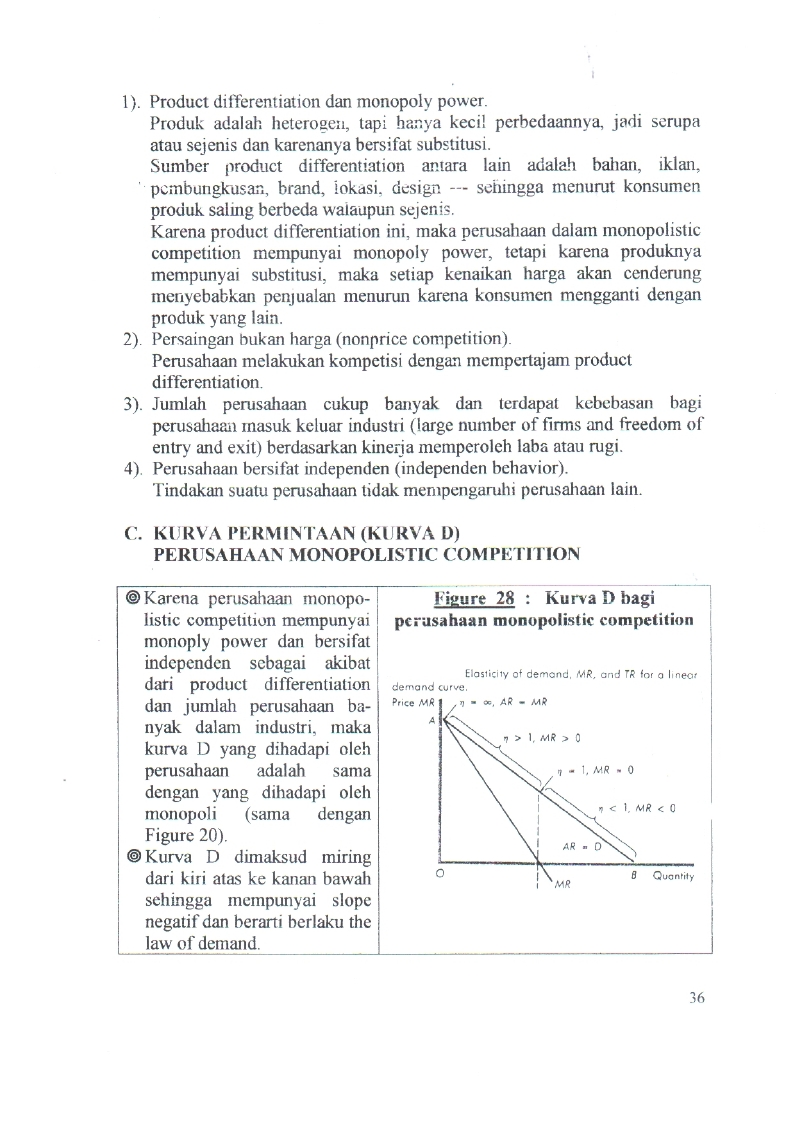 1). Product differentiation dan monopoly power.
Produk adalah heterogen, tapi hanya kecil perbedaannya, jadi serupa
atau sejenis dan karenanya bersifat substitusi.
Sumber product differentiation antara lain adalah bahan, iklan,
pembungkusan, brand, lokasi, design --- sehingga menurut konsumen
produk saling berbeda walaupun sejenis.
Karena product differentiation ini, maka perusahaan dalam monopolistic
competition mempunyai monopoly power, tetapi karena produknya
mempunyai substitusi, maka setiap kenaikan harga akan cenderung
menyebabkan penjualan menurun karena konsumen mengganti dengan
produk yang lain.
2). Persaingan bukan harga (nonprice competition).
Perusahaan melakukan kompetisi dengan mempertajam product
differentiation.
3). Jumlah perusahaan cukup banyak dan terdapat kebebasan bagi
perusahaan masuk keluar industri (large number of firms and freedom of
entry and exit) berdasarkan kinerja memperoleh laba atau rugi.
4). Perusahaan bersifat independen (independen behavior).
Tindakan suatu perusahaan tidak mempengaruhi perusahaan lain.
C. KURVA PERMINTAAN (KURVA D)
PERUSAHAAN MONOPOLISTIC COMPETITION
Karena perusahaan monopo-
listic competition mempunyai
monoply power dan bersifat
independen sebagai akibat
dari product differentiation
dan jumlah perusahaan ba-
nyak dalam industri, maka
kurva D yang dihadapi oleh
perusahaan adalah sama
dengan yang dihadapi oleh
monopoli (sama dengan
Figure 20).
Kurva D dimaksud miring
dari kiri atas ke kanan bawah
sehingga mempunyai slope
negatif dan berarti berlaku the
law of demand.
Figure 28 : Kurva D bagi
perusahaan monopolistic competition
Elasticity of demand, MR, and TR for a linear
demand curve.
Price MR
η = ∞, AR = MR
A
η > 1, MR > 0
η = 1, MR = 0
η < 1, MR < 0
AR = D
O
MR
B
Quantity
36